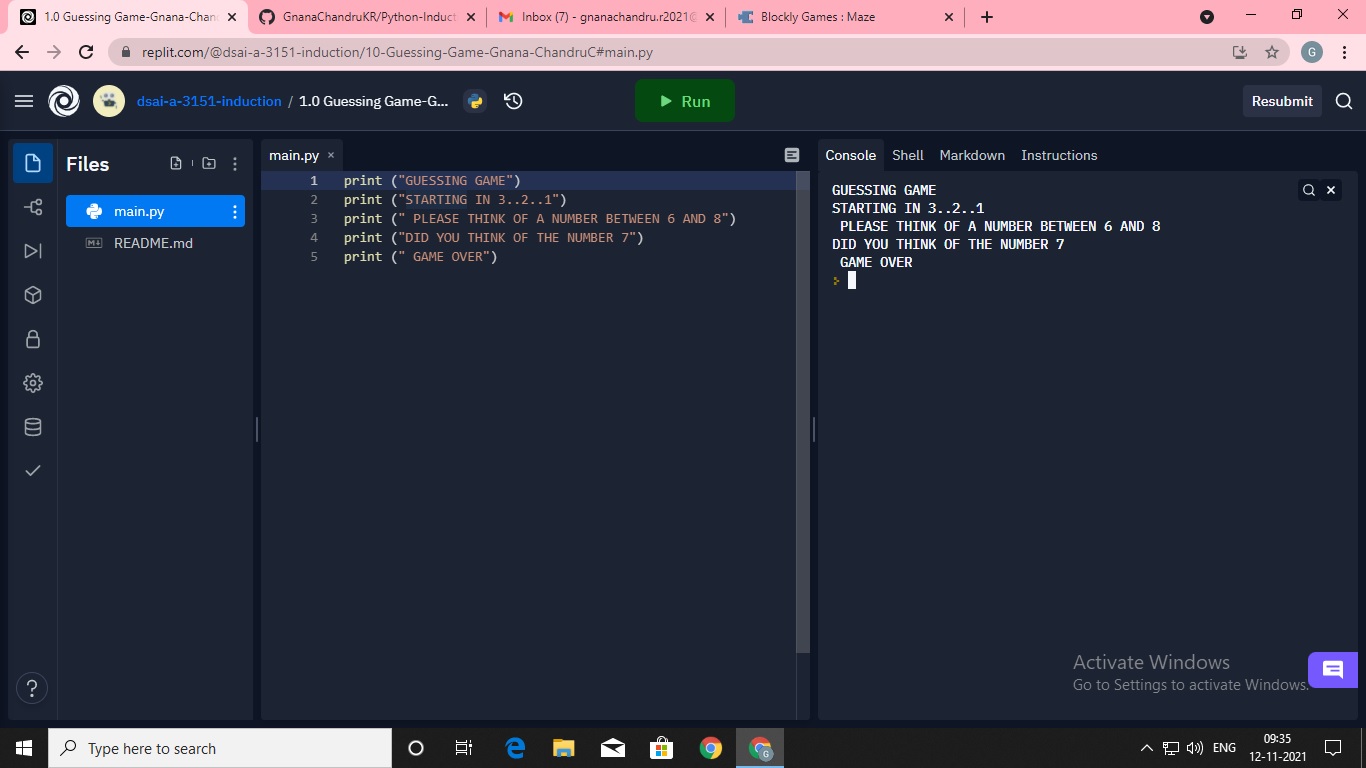 1.0 Guessing Game-Gnana-Chan
GnanaChandruKR/Python-Induct
Inbox (7) - gnanachandru.r2021@
Blockly Games : Maze
replit.com/@dsai-a-3151-induction/10-Guessing-Game-Gnana-ChandruC#main.py
G
dsai-a-3151-induction / 1.0 Guessing Game-G...
Run
Resubmit
Files
main.py
README.md
main.py
1 print ("GUESSING GAME")
2 print ("STARTING IN 3..2..1")
3 print (" PLEASE THINK OF A NUMBER BETWEEN 6 AND 8")
4 print ("DID YOU THINK OF THE NUMBER 7")
5 print (" GAME OVER")
Console Shell Markdown Instructions
GUESSING GAME
STARTING IN 3..2..1
PLEASE THINK OF A NUMBER BETWEEN 6 AND 8
DID YOU THINK OF THE NUMBER 7
GAME OVER
Activate Windows
Go to Settings to activate Windows.
?
Type here to search
ENG
09:35
12-11-2021